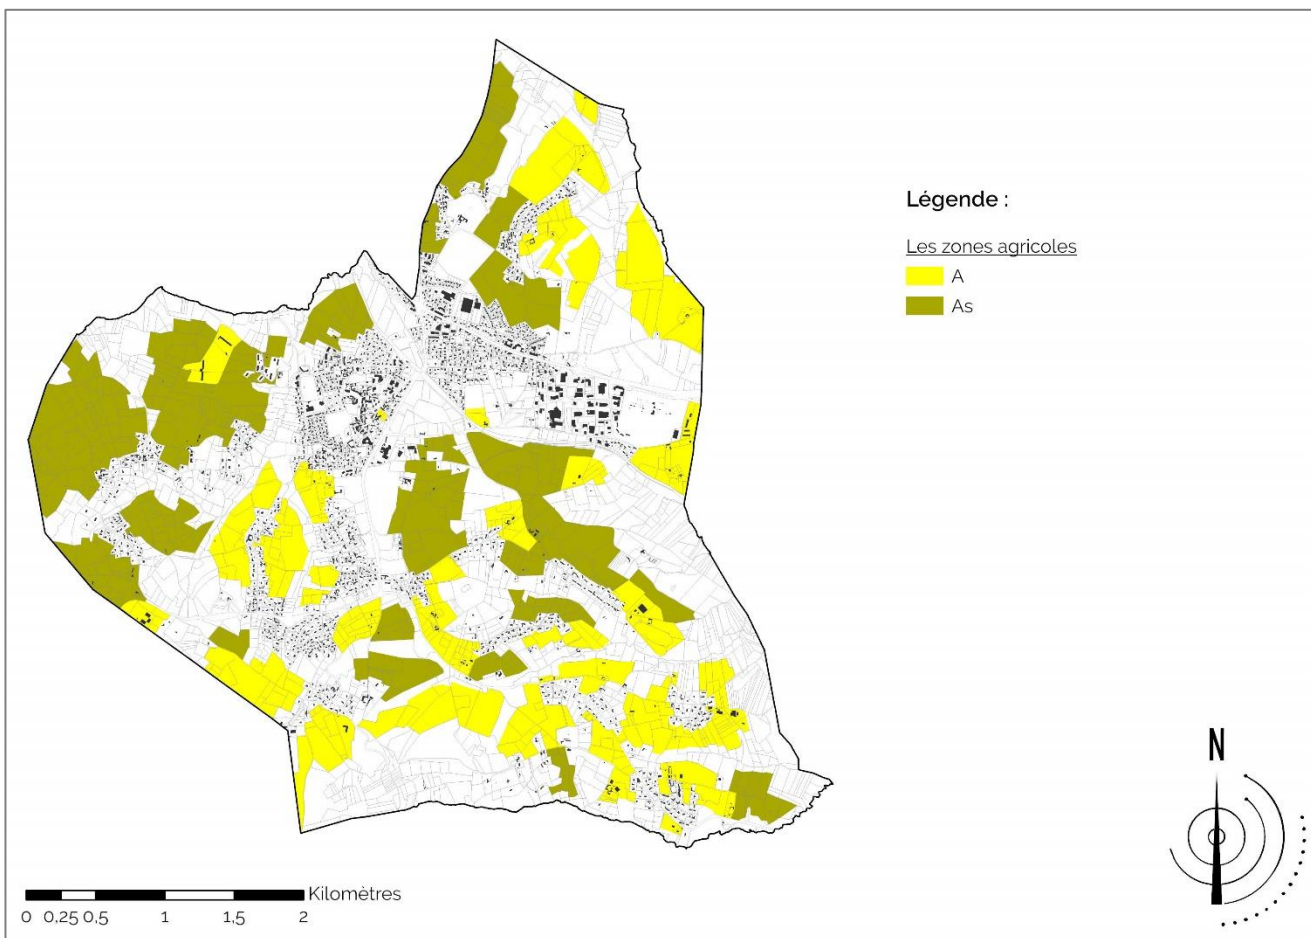 Légende :
Les zones agricoles
A
As
N
Kilomètres
0 0,25 0,5 1 1,5 2